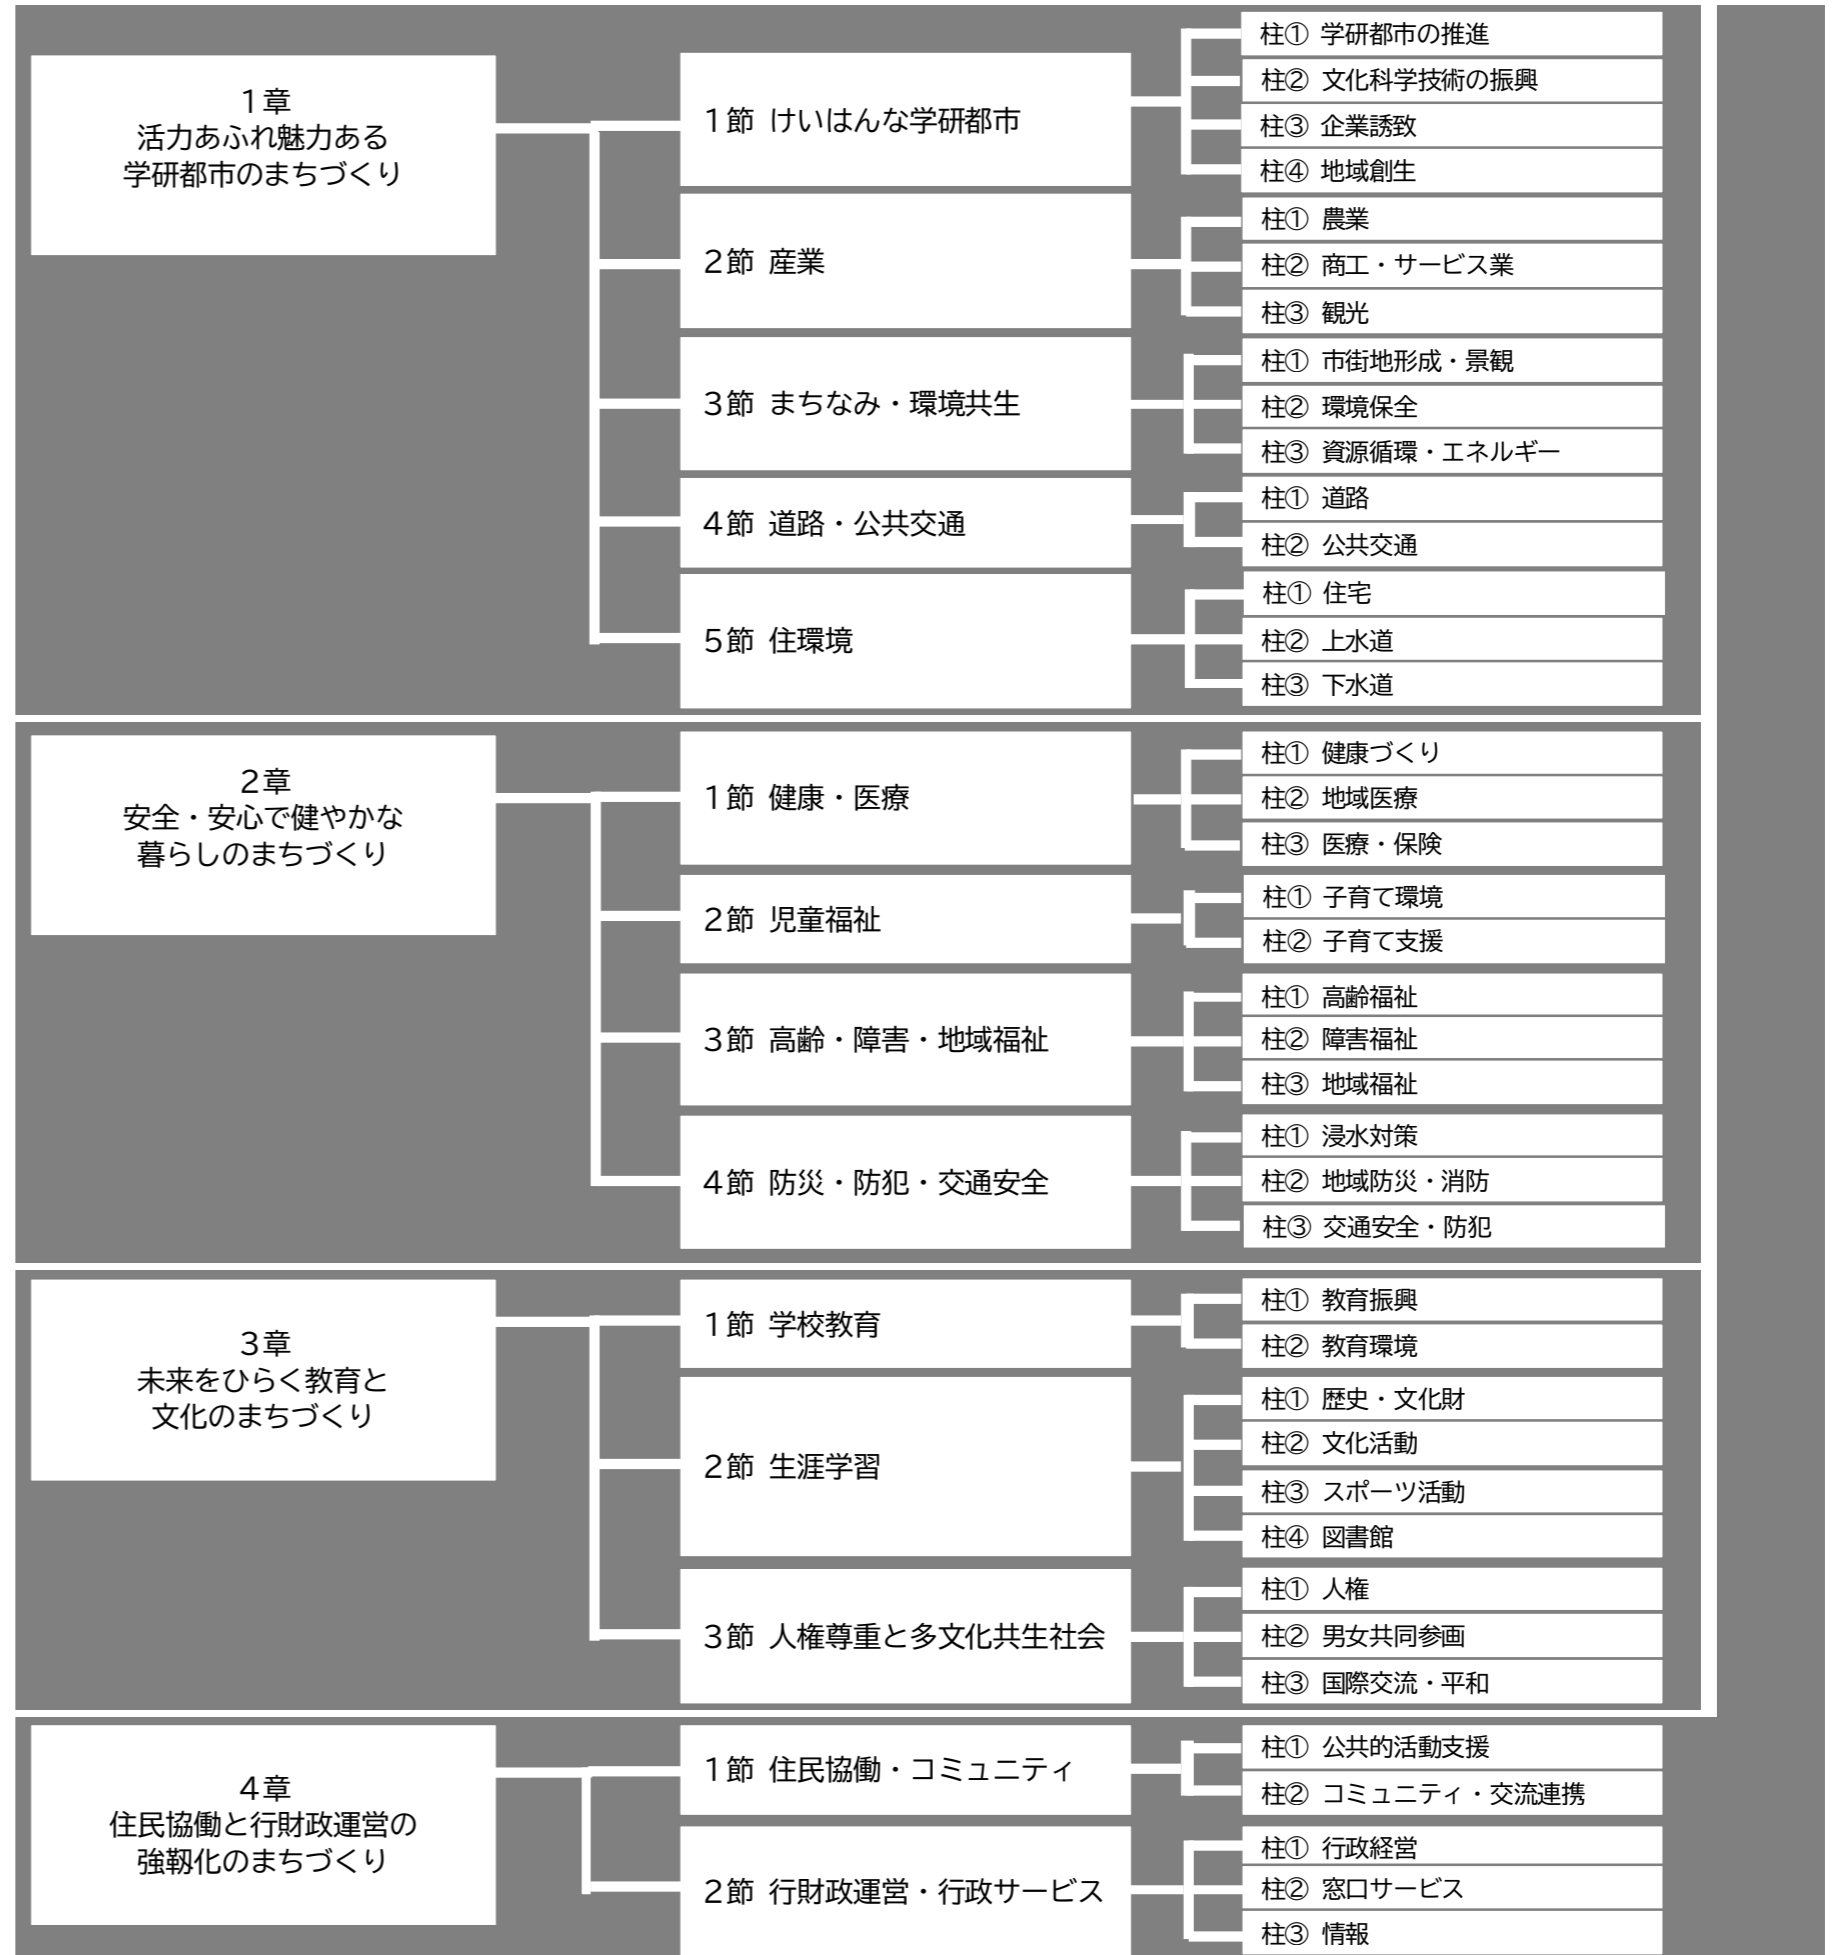 1章
活力あふれ魅力ある
学研都市のまちづくり
1節 けいはんな学研都市
柱① 学研都市の推進
柱② 文化科学技術の振興
柱③ 企業誘致
柱④ 地域創生
2節 産業
柱① 農業
柱② 商工・サービス業
柱③ 観光
3節 まちなみ・環境共生
柱① 市街地形成・景観
柱② 環境保全
柱③ 資源循環・エネルギー
4節 道路・公共交通
柱① 道路
柱② 公共交通
5節 住環境
柱① 住宅
柱② 上水道
柱③ 下水道
2章
安全・安心で健やかな
暮らしのまちづくり
1節 健康・医療
柱① 健康づくり
柱② 地域医療
柱③ 医療・保険
2節 児童福祉
柱① 子育て環境
柱② 子育て支援
3節 高齢・障害・地域福祉
柱① 高齢福祉
柱② 障害福祉
柱③ 地域福祉
4節 防災・防犯・交通安全
柱① 浸水対策
柱② 地域防災・消防
柱③ 交通安全・防犯
3章
未来をひらく教育と
文化のまちづくり
1節 学校教育
柱① 教育振興
柱② 教育環境
2節 生涯学習
柱① 歴史・文化財
柱② 文化活動
柱③ スポーツ活動
柱④ 図書館
3節 人権尊重と多文化共生社会
柱① 人権
柱② 男女共同参画
柱③ 国際交流・平和
4章
住民協働と行財政運営の
強靱化のまちづくり
1節 住民協働・コミュニティ
柱① 公共的活動支援
柱② コミュニティ・交流連携
2節 行財政運営・行政サービス
柱① 行政経営
柱② 窓口サービス
柱③ 情報